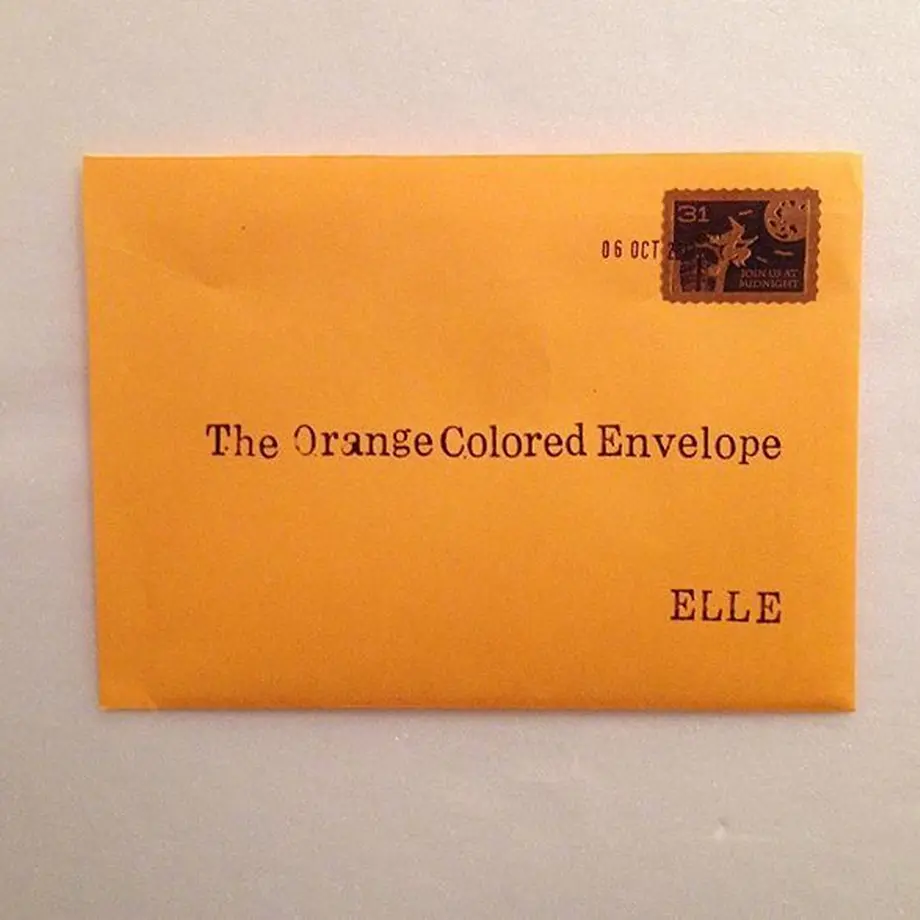 31
06 OCT
JOIN US AT
MIDNIGHT
The Orange Colored Envelope
ELLE